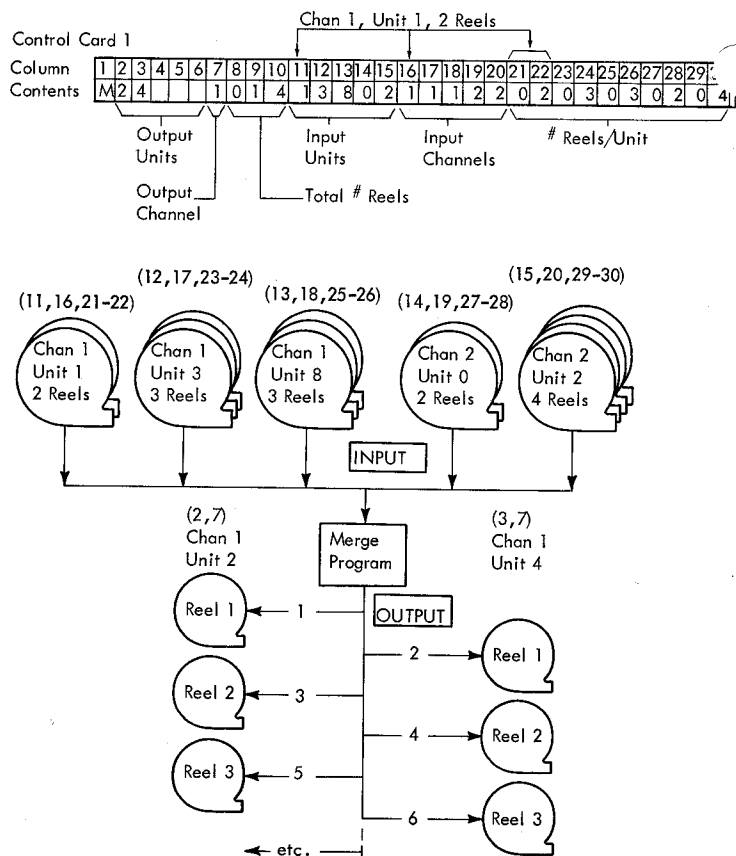 Chan 1, Unit 1, 2 Reels
Control Card 1
Column 1 2 3 4 5 6 7 8 9 10 11 12 13 14 15 16 17 18 19 20 21 22 23 24 25 26 27 28 29
Contents M 2 4 1 0 1 4 1 3 8 0 2 1 1 1 2 2 0 2 0 3 0 3 0 2 0 4
Output Units
Input Units
Input Channels
# Reels/Unit
Output Channel
Total # Reels
(11,16,21-22)
(12,17,23-24)
(13,18,25-26)
(14,19,27-28)
(15,20,29-30)
Chan 1
Unit 1
2 Reels
Chan 1
Unit 3
3 Reels
Chan 1
Unit 8
3 Reels
Chan 2
Unit 0
2 Reels
Chan 2
Unit 2
4 Reels
INPUT
(2,7)
Chan 1
Unit 2
Merge
Program
(3,7)
Chan 1
Unit 4
OUTPUT
Reel 1
1
2
Reel 1
Reel 2
3
4
Reel 2
Reel 3
5
6
Reel 3
etc.